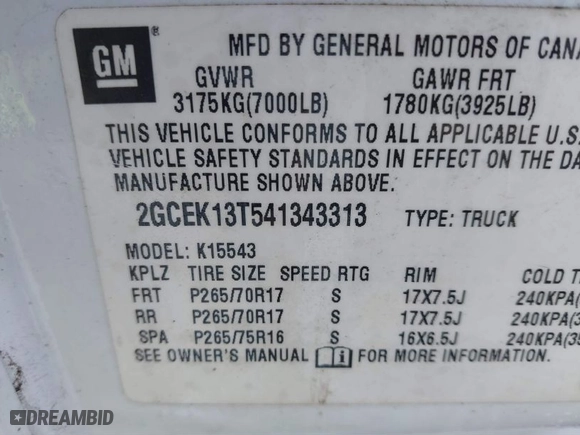 GM®
MFD BY GENERAL MOTORS OF CANA
GVWR GAWR FRT
3175KG(7000LB) 1780KG(3925LB)
THIS VEHICLE CONFORMS TO ALL APPLICABLE U.S.
VEHICLE SAFETY STANDARDS IN EFFECT ON THE DA
MANUFACTURE SHOWN ABOVE.
2GCEK13T541343313 TYPE: TRUCK
MODEL: K15543
KPLZ TIRE SIZE SPEED RTG RIM COLD T
FRT P265/70R17 S 17X7.5J 240KPA(
RR P265/70R17 S 17X7.5J 240KPA(3
SPA P265/75R16 S 16X6.5J 240KPA(35
SEE OWNER'S MANUAL i FOR MORE INFORMATION.
DREAMBID